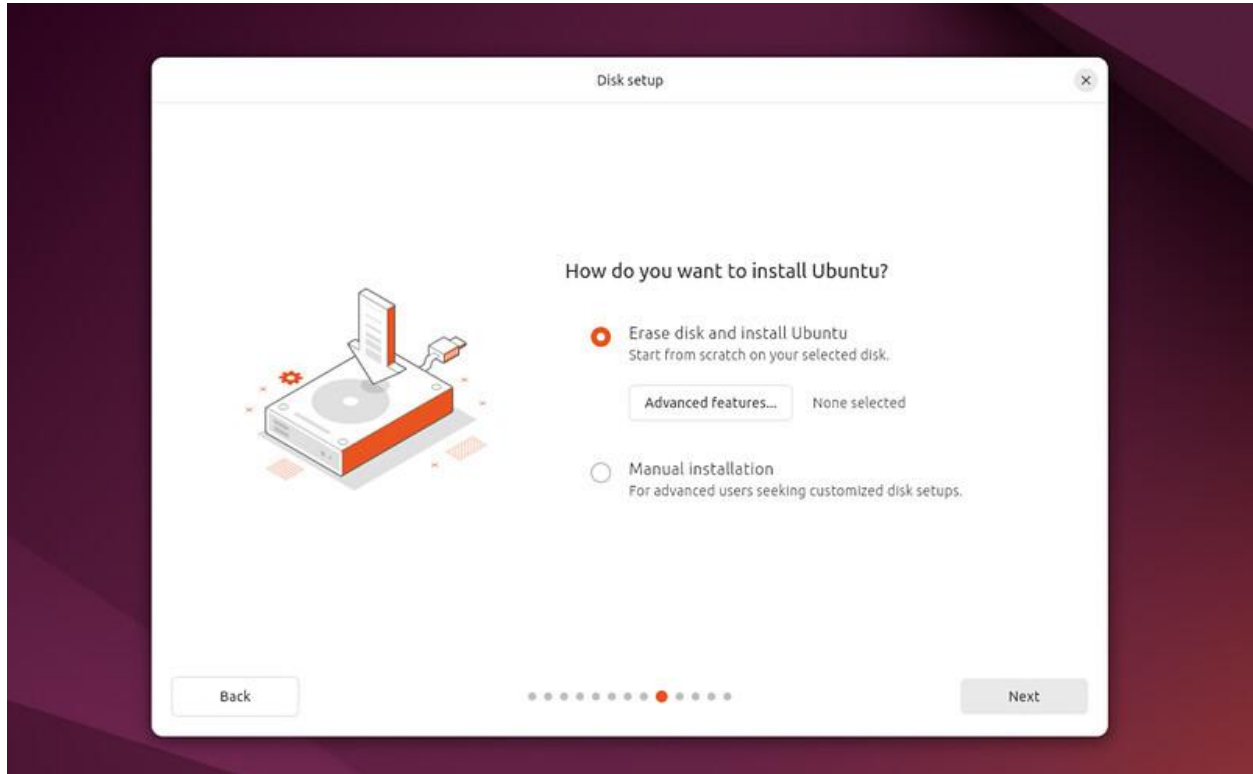 Disk setup
How do you want to install Ubuntu?
Erase disk and install Ubuntu
Start from scratch on your selected disk.
Advanced features... None selected
Manual installation
For advanced users seeking customized disk setups.
Back Next